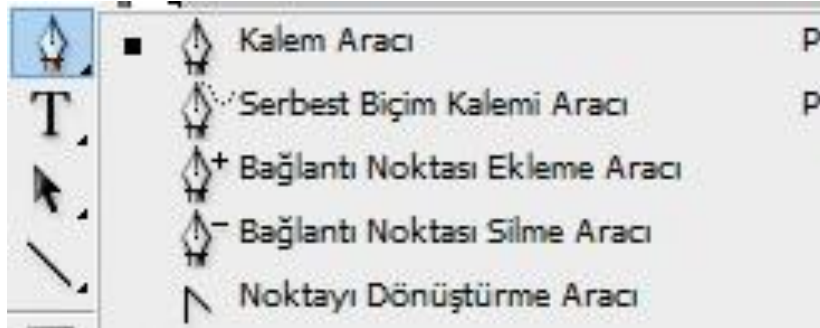 Kalem Aracı P
Serbest Biçim Kalemi Aracı P
T
Bağlantı Noktası Ekleme Aracı
Bağlantı Noktası Silme Aracı
Noktayı Dönüştürme Aracı